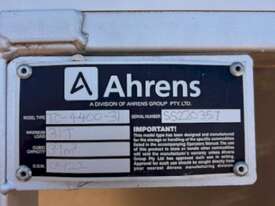 Ahrens
A DIVISION OF AHRENS GROUP PTY. LTD.
MODEL TYPE
SERIAL NUMBER SS220357
IMPORTANT!
This model type has been designed and manufactured
for the storage or handling of the specific goods listed
in the accompanying Operators Manual. The use of
this product to store or handle other commodities will
void the manufacturer's warranty unless Ahrens
Group Pty Ltd has approved such use in writing.
Approval for such use should be sought directly from
your nearest Ahrens manufacturer.